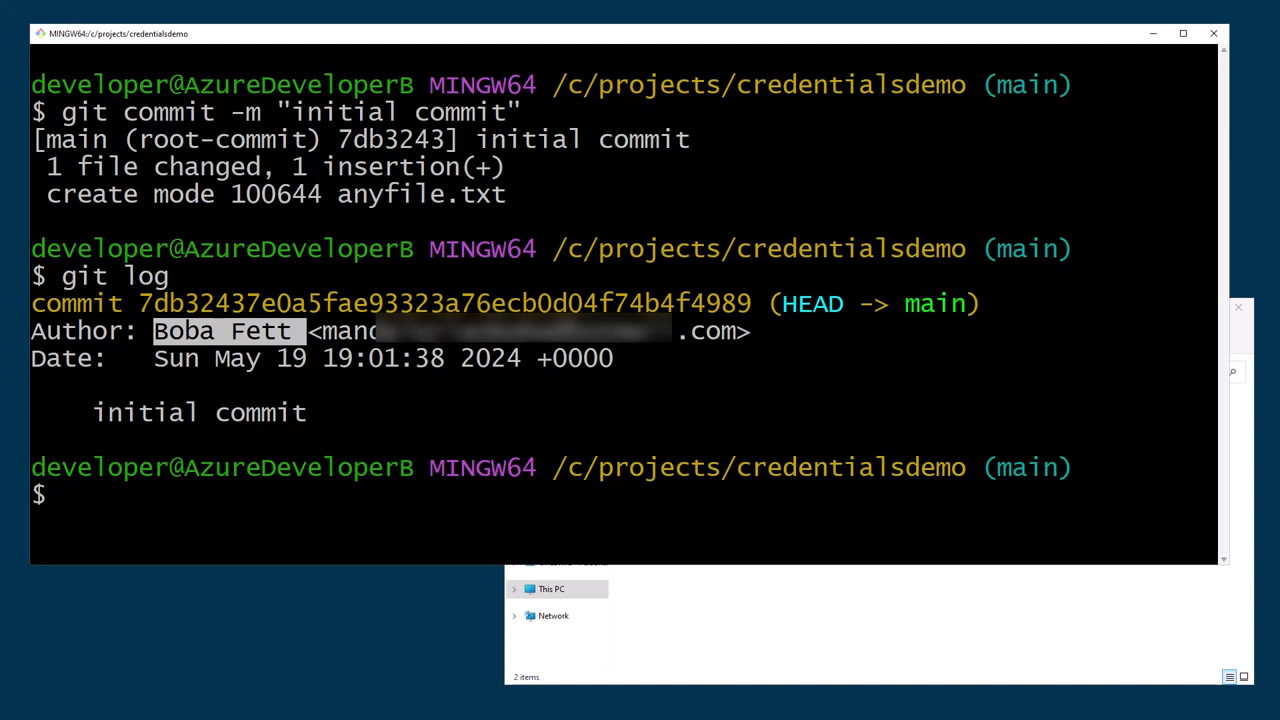 MINGW64:/c/projects/credentialsdemo
developer@AzureDeveloperB MINGW64 /c/projects/credentialsdemo (main)
$ git commit -m "initial commit"
[main (root-commit) 7db3243] initial commit
1 file changed, 1 insertion(+)
create mode 100644 anyfile.txt
developer@AzureDeveloperB MINGW64 /c/projects/credentialsdemo (main)
$ git log
commit 7db32437e0a5fae93323a76ecb0d04f74b4f4989 (HEAD -> main)
Author: Boba Fett <mand .com>
Date: Sun May 19 19:01:38 2024 +0000
initial commit
developer@AzureDeveloperB MINGW64 /c/projects/credentialsdemo (main)
$
This PC
Network
2 items